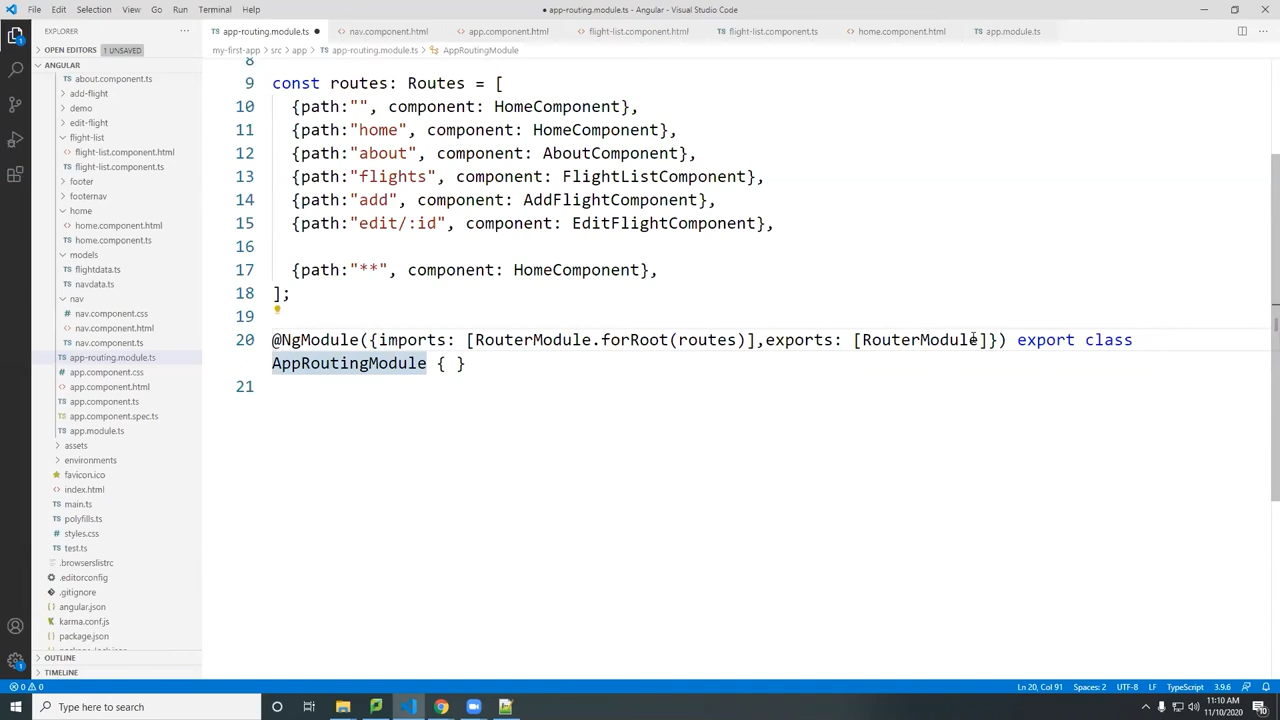 File Edit Selection View Go Run Terminal Help
● app-routing.module.ts - Angular - Visual Studio Code
EXPLORER
OPEN EDITORS 1 UNSAVED
ANGULAR
about.component.ts
add-flight
demo
edit-flight
flight-list
flight-list.component.html
flight-list.component.ts
footer
footernav
home
home.component.html
home.component.ts
models
flightdata.ts
navdata.ts
nav
nav.component.css
nav.component.html
nav.component.ts
app-routing.module.ts
app.component.css
app.component.html
app.component.ts
app.component.spec.ts
app.module.ts
assets
environments
favicon.ico
index.html
main.ts
polyfills.ts
styles.css
test.ts
.browserslistrc
.editorconfig
.gitignore
angular.json
karma.conf.js
package.json
OUTLINE
TIMELINE
app-routing.module.ts ● nav.component.html app.component.html flight-list.component.html flight-list.component.ts home.component.html app.module.ts
my-first-app > src > app > app-routing.module.ts > AppRoutingModule
8
9 const routes: Routes = [
10 {path:"", component: HomeComponent},
11 {path:"home", component: HomeComponent},
12 {path:"about", component: AboutComponent},
13 {path:"flights", component: FlightListComponent},
14 {path:"add", component: AddFlightComponent},
15 {path:"edit/:id", component: EditFlightComponent},
16
17 {path:"**", component: HomeComponent},
18 ];
19
20 @NgModule({imports: [RouterModule.forRoot(routes)],exports: [RouterModule]}) export class
AppRoutingModule { }
21
0 0 Ln 20, Col 91 Spaces: 2 UTF-8 LF TypeScript 3.9.6
Type here to search
11:10 AM
11/10/2020